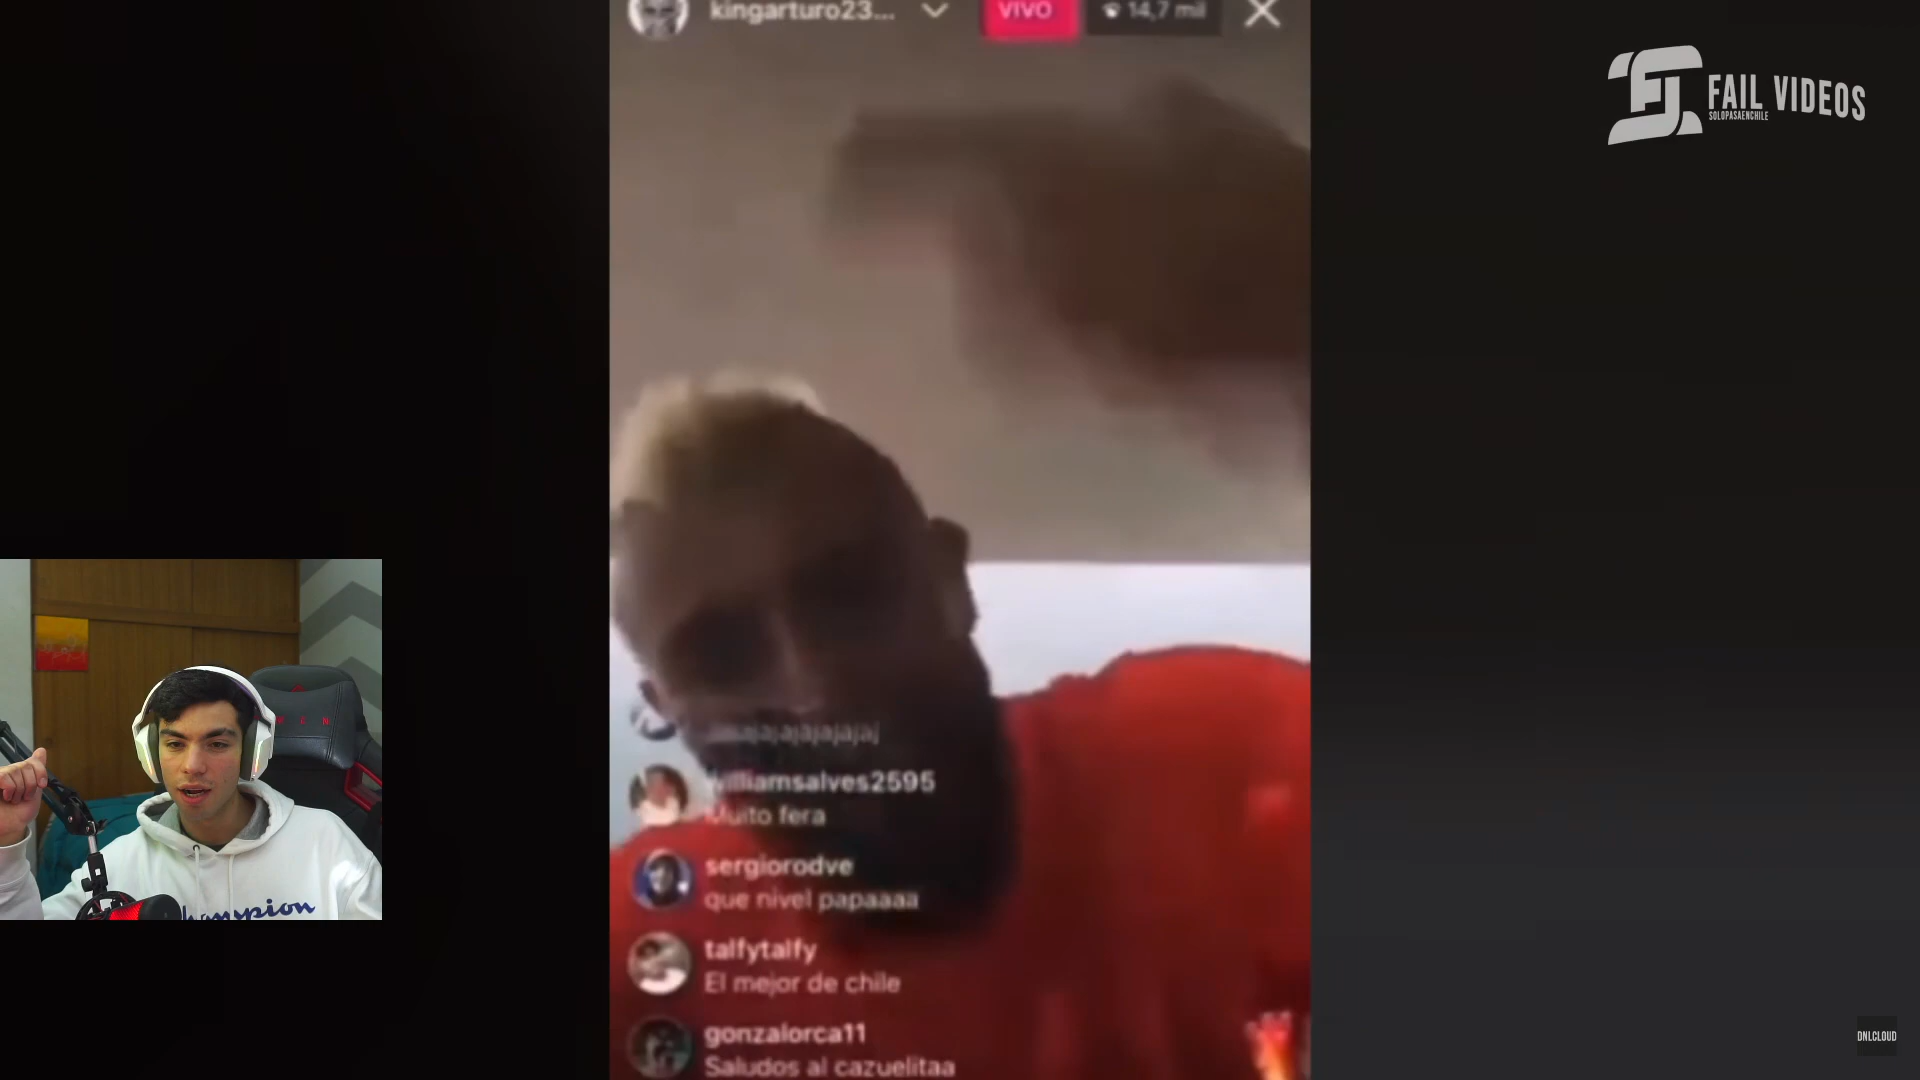 kingarturo23...
VIVO
14,7 mil
FAIL VIDEOS
SOLOPASAENCHILE
williamsalves2595
Muito fera
sergiorodve
que nivel papaaaa
talfytalfy
El mejor de chile
gonzalorca11
Saludos al cazuelitaa
Champion
DNLCLOUD